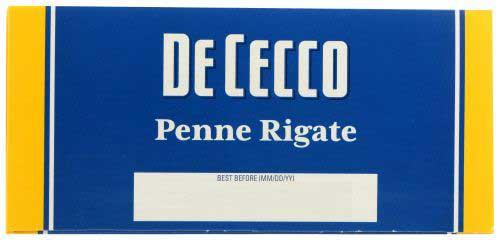 DE CECCO
Penne Rigate
BEST BEFORE (MM/DD/YY)